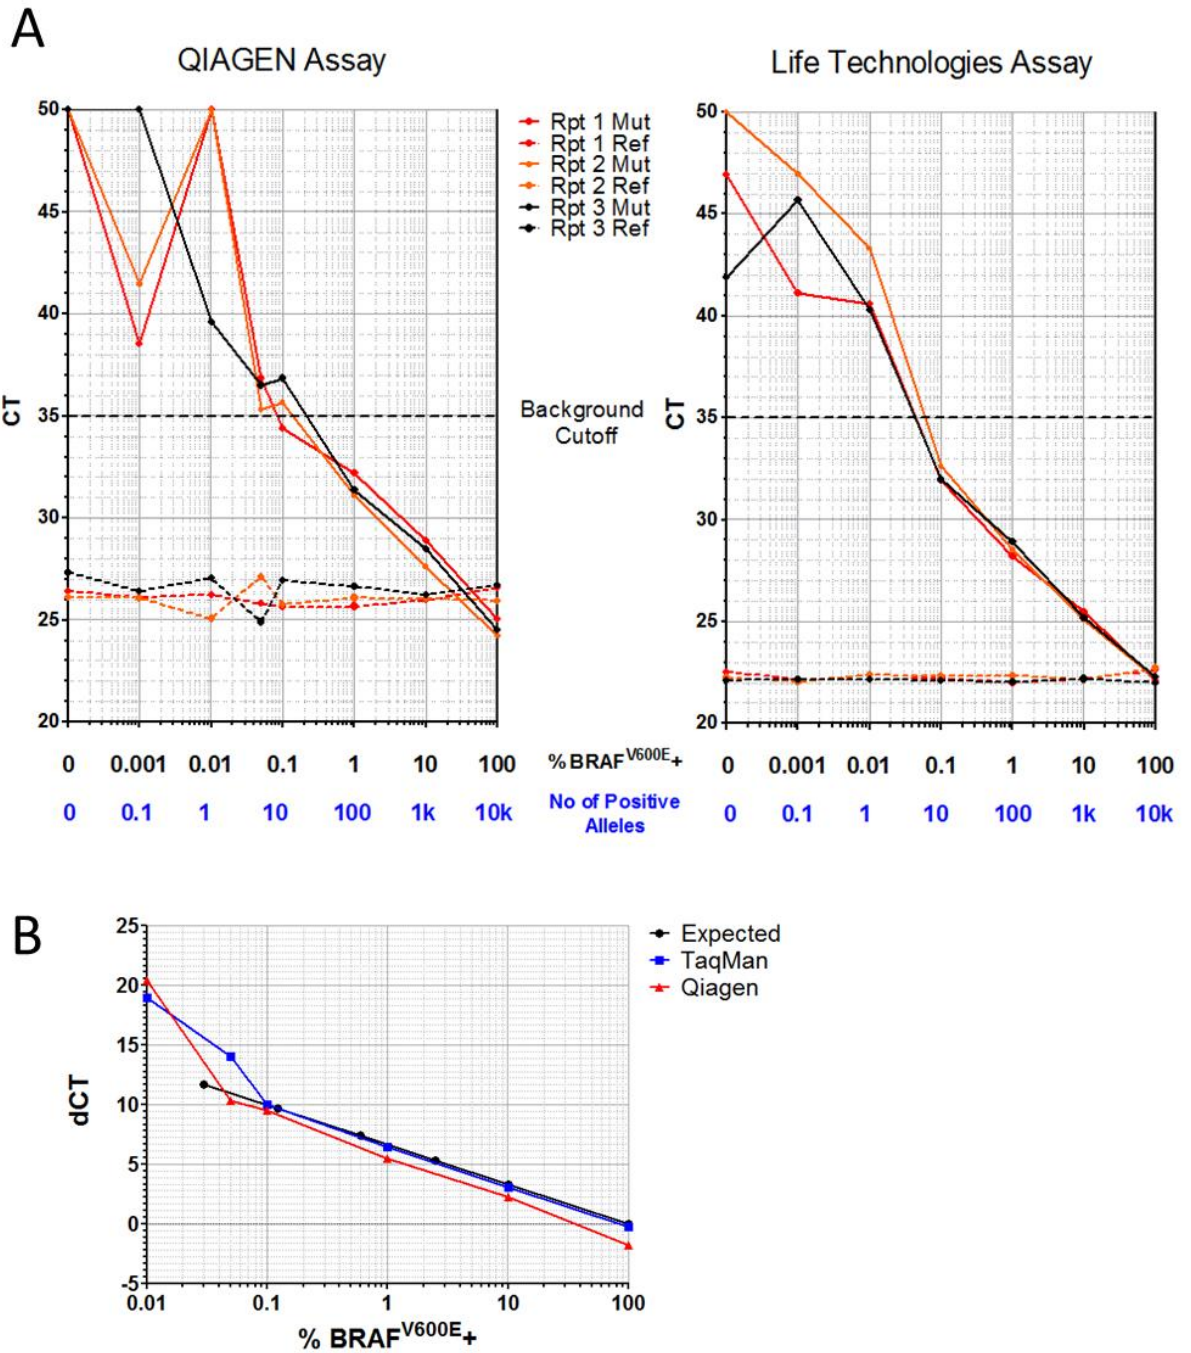 A
QIAGEN Assay
Life Technologies Assay
50
45
40
35
30
25
20
CT
Rpt 1 Mut
Rpt 1 Ref
Rpt 2 Mut
Rpt 2 Ref
Rpt 3 Mut
Rpt 3 Ref
Background
Cutoff
50
45
40
35
30
25
20
CT
0 0.001 0.01 0.1 1 10 100
%BRAFV600E+
0 0.001 0.01 0.1 1 10 100
0 0.1 1 10 100 1k 10k
No of Positive
Alleles
0 0.1 1 10 100 1k 10k
B
25
20
15
10
5
0
-5
dCT
Expected
TaqMan
Qiagen
0.01 0.1 1 10 100
% BRAFV600E+